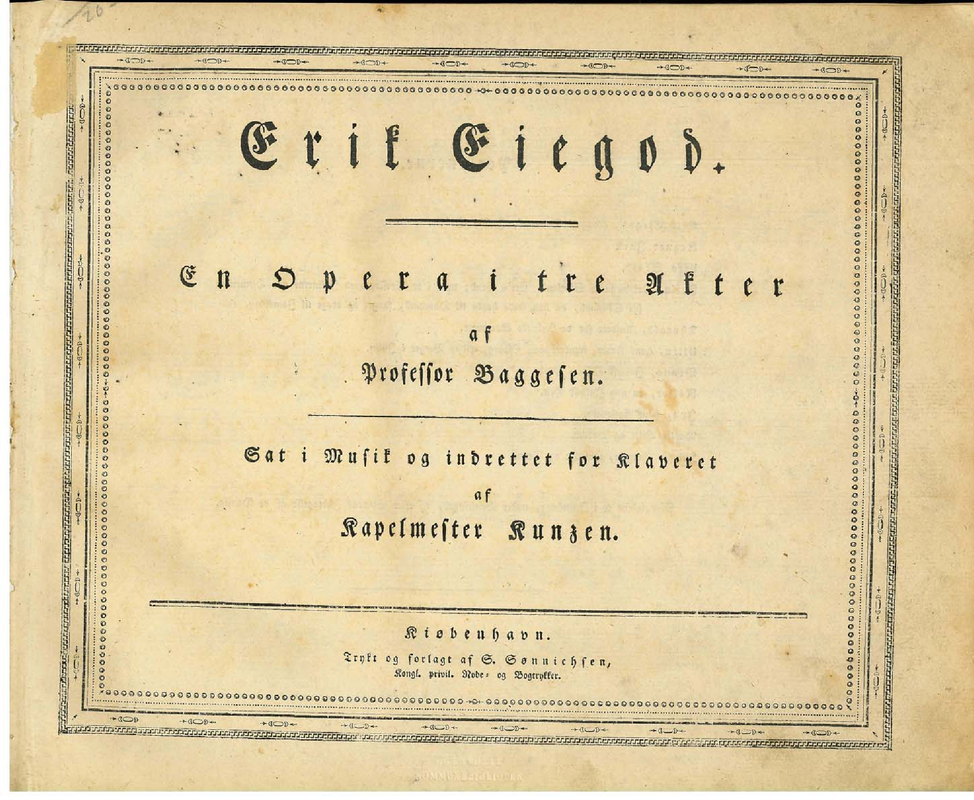 20
Erik Eiegod.
En Opera i tre Akter
af
Professor Baggesen.
Sat i Musik og indrettet for Klaveret
af
Kapelmester Kunzen.
Kiøbenhavn.
Trykt og forlagt af S. Sønnichsen,
Kongl. privil. Node- og Bogtrykker.